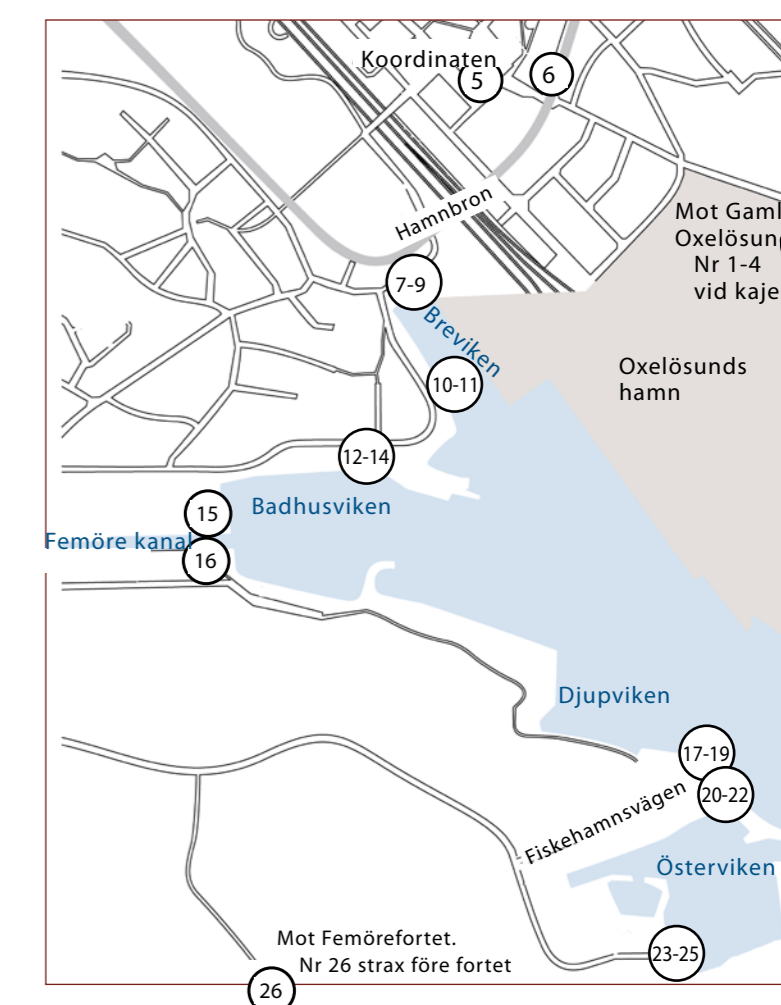 Koordinaten
5
6
Hamnbron
Mot Gaml
Oxelösund
Nr 1-4
vid kaje
7-9
Breviken
Oxelösunds
hamn
10-11
12-14
15
Badhusviken
Femöre kanal
16
Djupviken
17-19
20-22
Fiskehamnsvägen
Österviken
Mot Femörefortet.
Nr 26 strax före fortet
23-25
26